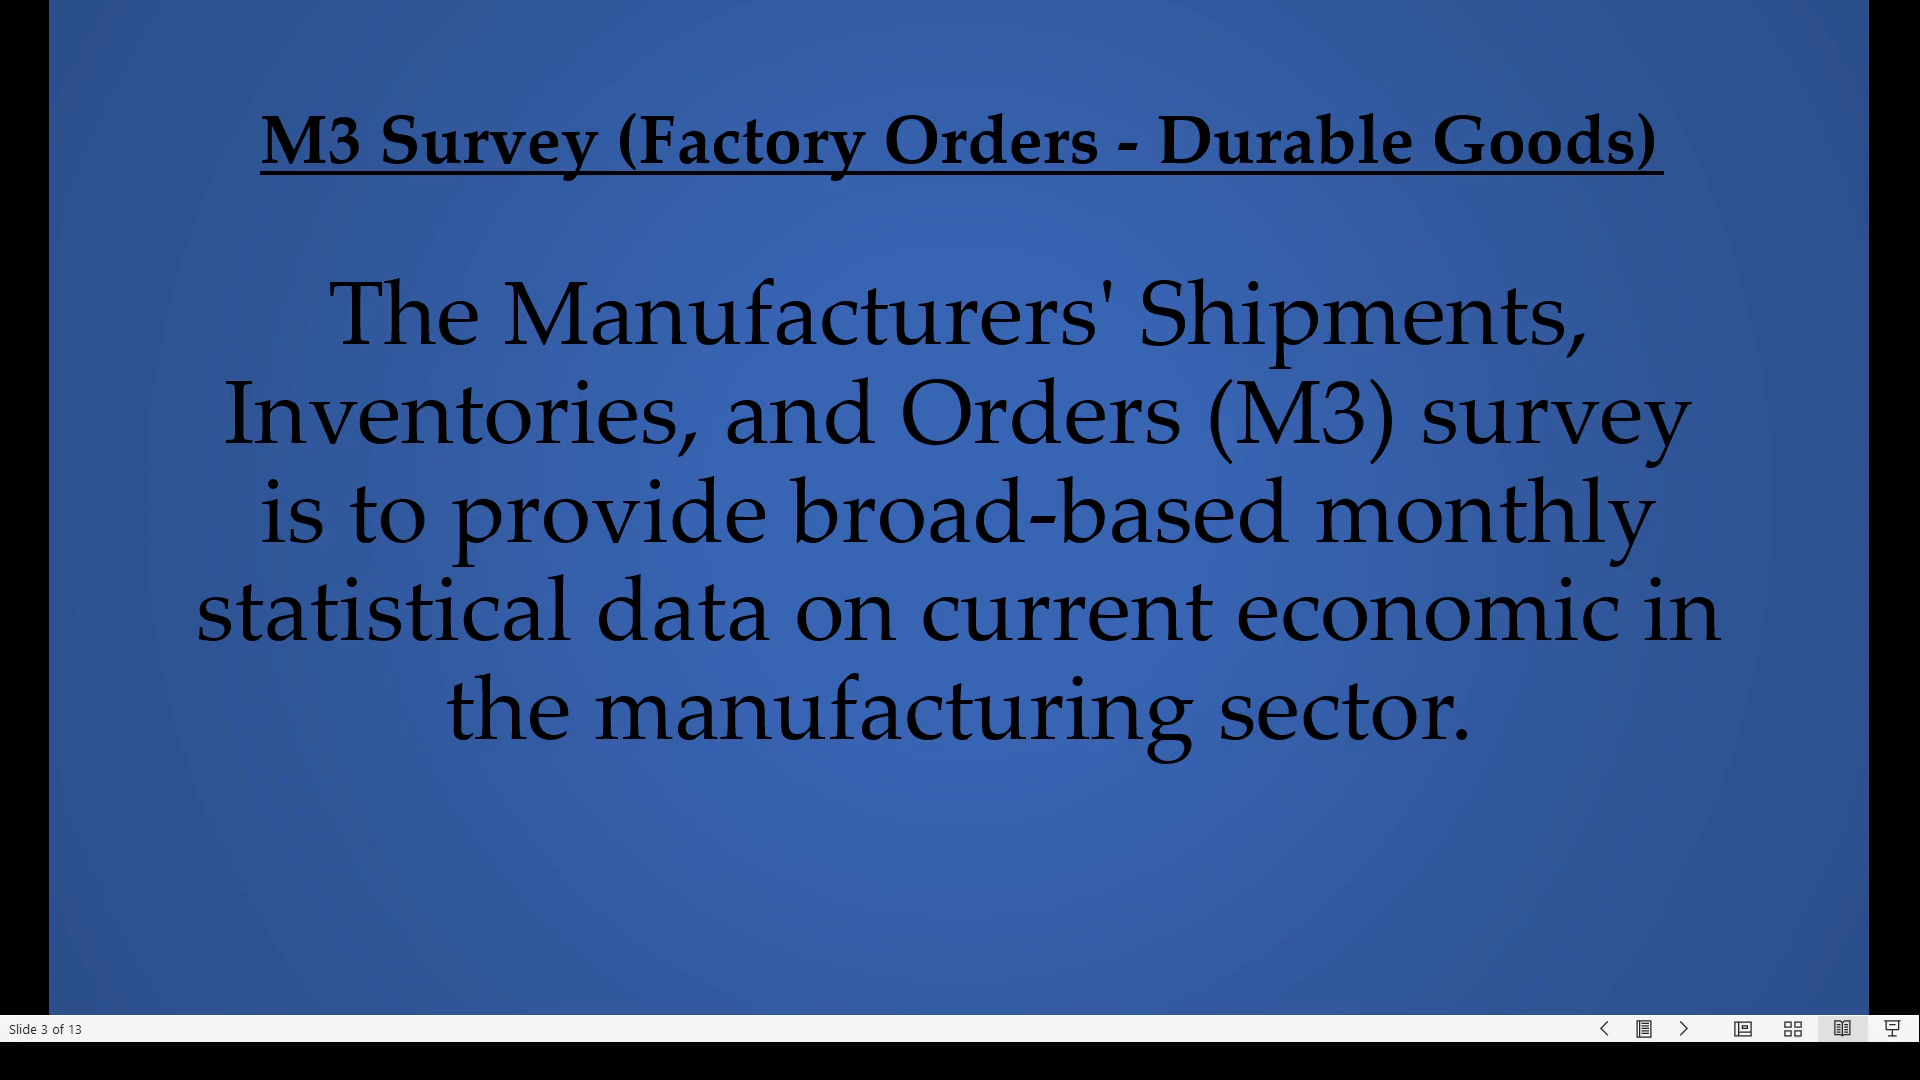 M3 Survey (Factory Orders - Durable Goods)
The Manufacturers' Shipments,
Inventories, and Orders (M3) survey
is to provide broad-based monthly
statistical data on current economic in
the manufacturing sector.
Slide 3 of 13